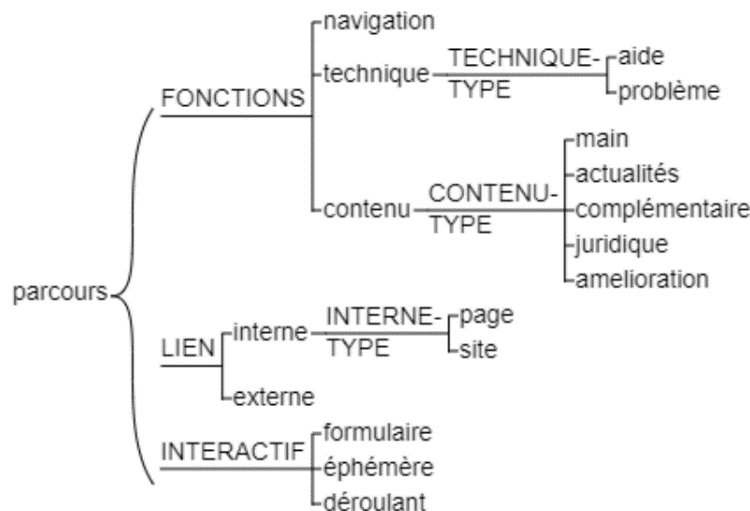 navigation
technique
TECHNIQUE-
TYPE
aide
problème
FONCTIONS
contenu
CONTENU-
TYPE
main
actualités
complémentaire
juridique
amelioration
parcours
LIEN
interne
INTERNE-
TYPE
page
site
externe
INTERACTIF
formulaire
éphémère
déroulant